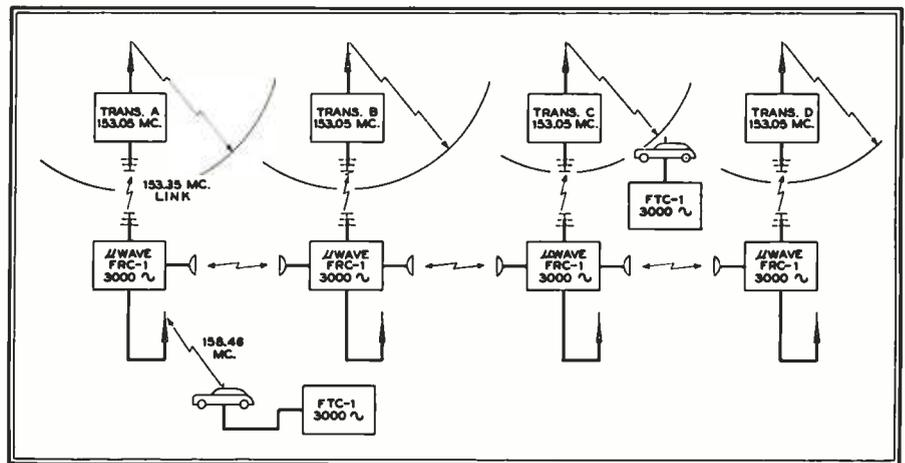 TRANS. A
153.05 MC.
TRANS. B
153.05 MC.
TRANS. C
153.05 MC.
TRANS. D
153.05 MC.
153.35 MC.
LINK
FTC-1
3000 ~
μWAVE
FRC-1
3000 ~
μWAVE
FRC-1
3000 ~
μWAVE
FRC-1
3000 ~
μWAVE
FRC-1
3000 ~
158.46
MC.
FTC-1
3000 ~